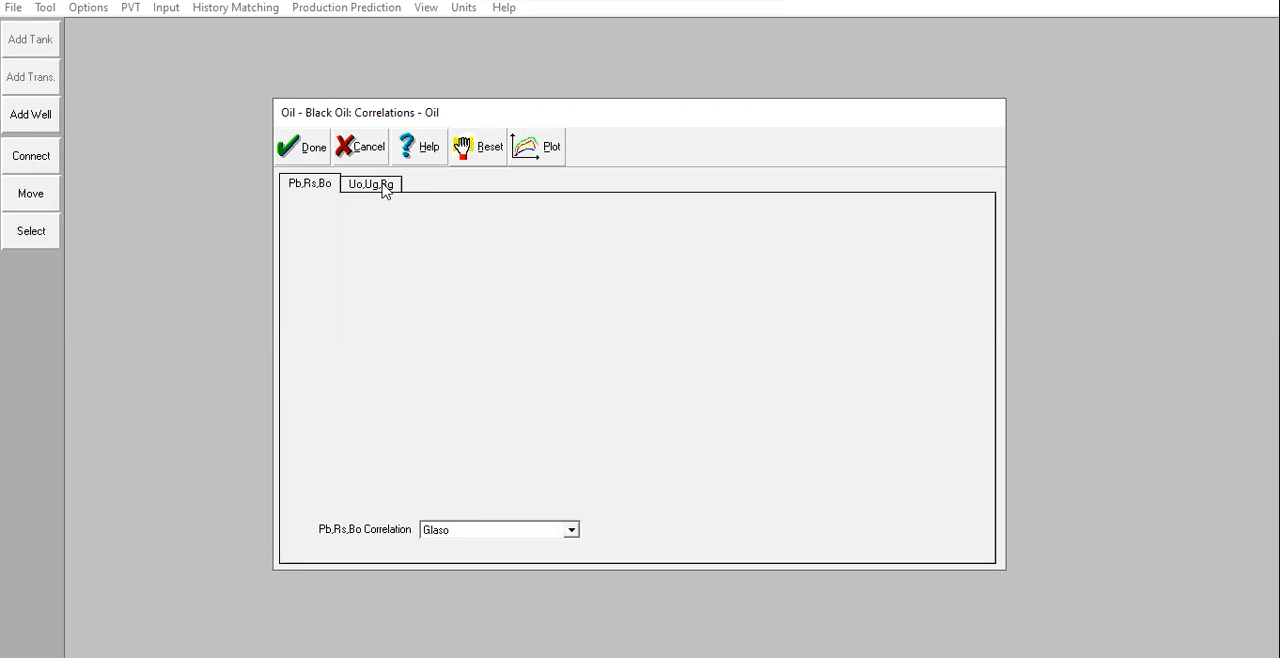 File Tool Options PVT Input History Matching Production Prediction View Units Help
Add Tank
Add Trans.
Add Well
Connect
Move
Select
Oil - Black Oil: Correlations - Oil
Done Cancel Help Reset Plot
Pb,Rs,Bo Uo,Ug,Rg
Pb,Rs,Bo Correlation Glaso